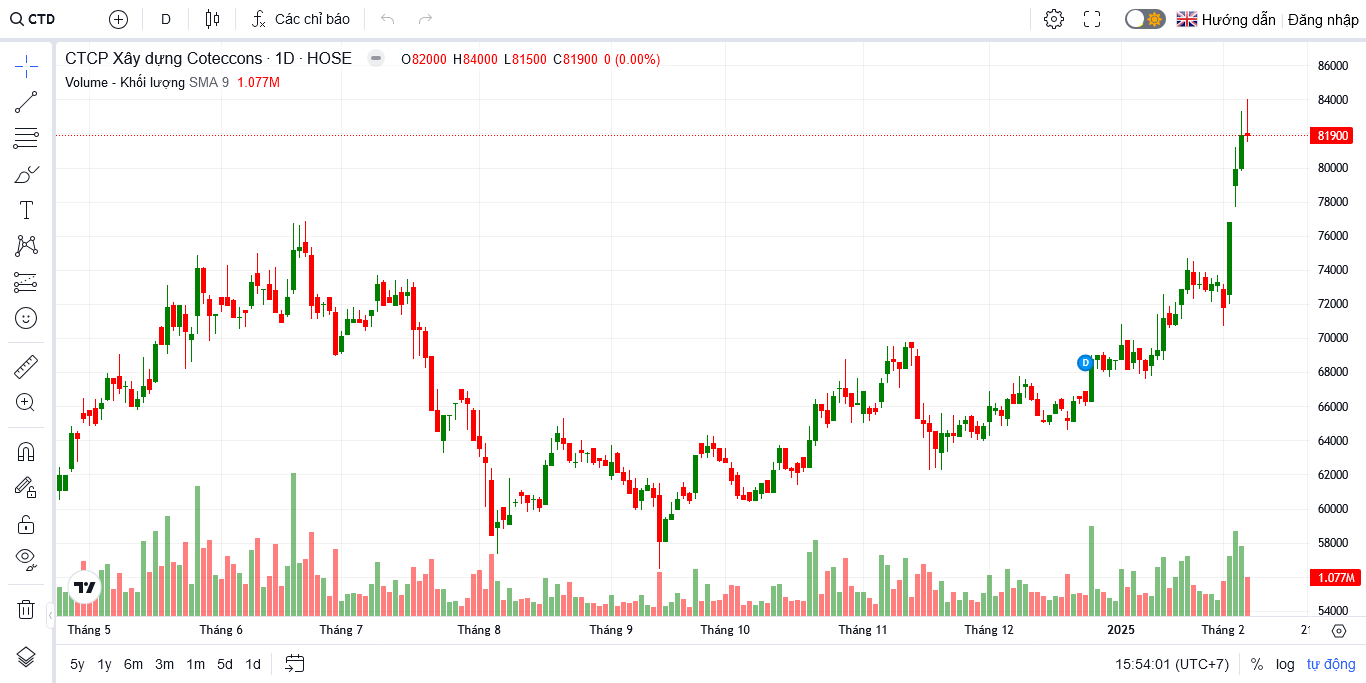 CTD D Các chỉ báo Hướng dẫn Đăng nhập
CTCP Xây dựng Coteccons · 1D · HOSE O82000 H84000 L81500 C81900 0 (0.00%)
Volume - Khối lượng SMA 9 1.077M
86000
84000
81900
80000
78000
76000
74000
72000
70000
68000
66000
64000
62000
60000
58000
1.077M
54000
D
Tháng 5 Tháng 6 Tháng 7 Tháng 8 Tháng 9 Tháng 10 Tháng 11 Tháng 12 2025 Tháng 2
5y 1y 6m 3m 1m 5d 1d 15:54:01 (UTC+7) % log tự động